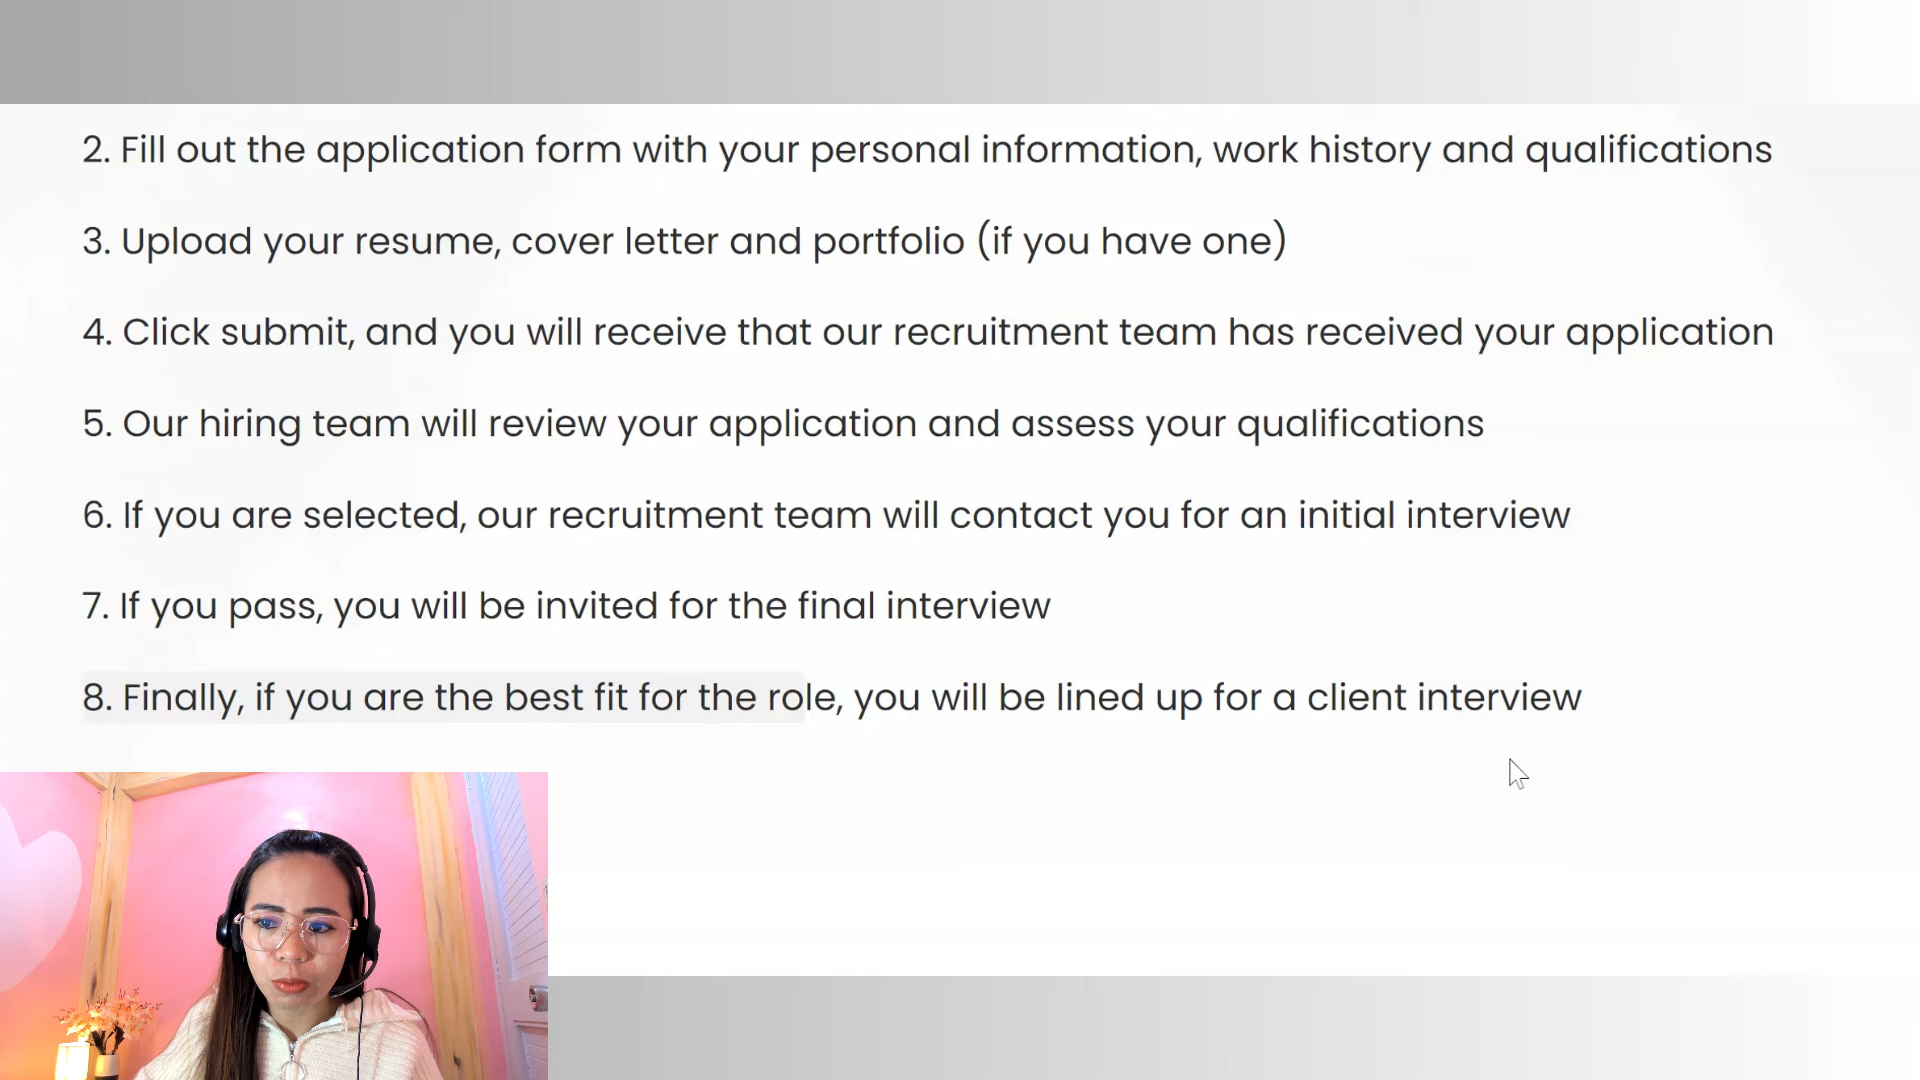 2. Fill out the application form with your personal information, work history and qualifications
3. Upload your resume, cover letter and portfolio (if you have one)
4. Click submit, and you will receive that our recruitment team has received your application
5. Our hiring team will review your application and assess your qualifications
6. If you are selected, our recruitment team will contact you for an initial interview
7. If you pass, you will be invited for the final interview
8. Finally, if you are the best fit for the role, you will be lined up for a client interview